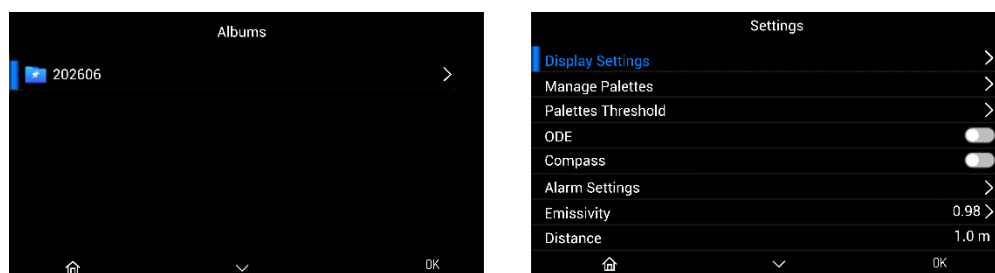 Albums
202606
OK
Settings
Display Settings
Manage Palettes
Palettes Threshold
ODE
Compass
Alarm Settings
Emissivity 0.98
Distance 1.0 m
OK